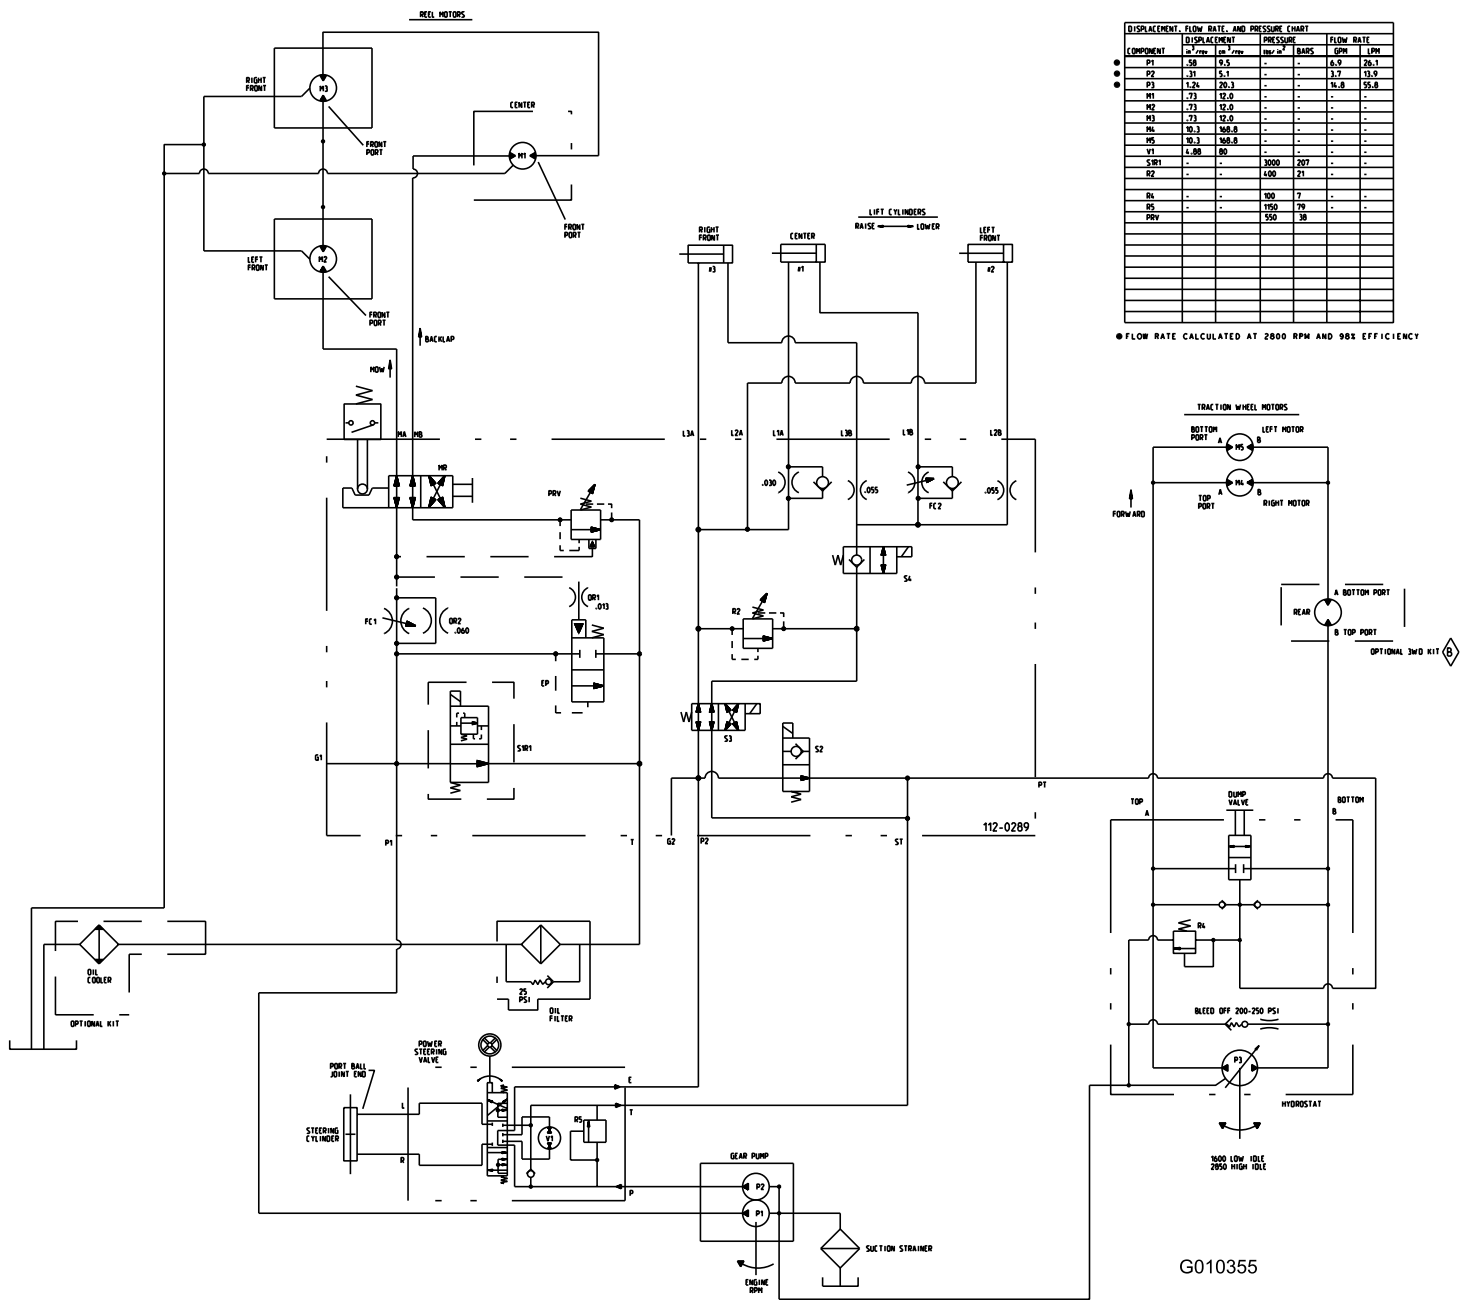 REEL MOTORS
RIGHT
FRONT
M3
FRONT
PORT
CENTER
M1
FRONT
PORT
LEFT
FRONT
M2
FRONT
PORT
BACKLAP
MOW
DISPLACEMENT, FLOW RATE, AND PRESSURE CHART
DISPLACEMENT PRESSURE FLOW RATE
COMPONENT in³/rev cm³/rev lbs/in² BARS GPM LPM
P1 .58 9.5 - - 6.9 26.1
P2 .31 5.1 - - 3.7 13.9
P3 1.24 20.3 - - 14.8 55.8
M1 .73 12.0 - - - -
M2 .73 12.0 - - - -
M3 .73 12.0 - - - -
M4 10.3 168.8 - - - -
M5 10.3 168.8 - - - -
V1 4.88 80 - - - -
S1R1 - - 3000 207 - -
R2 - - 400 21 - -
R4 - - 100 7 - -
R5 - - 1150 79 - -
PRV 550 38
FLOW RATE CALCULATED AT 2800 RPM AND 98% EFFICIENCY
LIFT CYLINDERS
RAISE LOWER
RIGHT
FRONT
#3
CENTER
#1
LEFT
FRONT
#2
MA MB
L3A L2A L1A L3B L1B L2B
MR
PRV
.030
.055
FC2
.055
S4
FC1
OR2
.060
OR1
.013
EP
R2
S1R1
G1
S3
S2
PT
112-0289
P1
T
G2
P2
ST
TRACTION WHEEL MOTORS
BOTTOM
PORT
A M5 B
LEFT MOTOR
TOP
PORT
A M4 B
RIGHT MOTOR
FORWARD
A BOTTOM PORT
REAR
B TOP PORT
OPTIONAL 3WD KIT B
TOP
A
DUMP
VALVE
BOTTOM
B
R4
BLEED OFF 200-250 PSI
P3
HYDROSTAT
1600 LOW IDLE
2850 HIGH IDLE
OIL
COOLER
OPTIONAL KIT
25
PSI
OIL
FILTER
POWER
STEERING
VALVE
PORT BALL
JOINT END
STEERING
CYLINDER
L
R
V1
R5
E
T
P
GEAR PUMP
P2
P1
ENGINE
RPM
SUCTION STRAINER
G010355